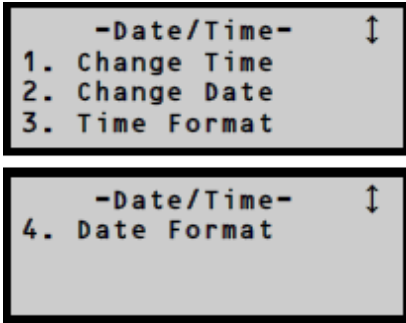 -Date/Time- ↕
1. Change Time
2. Change Date
3. Time Format
-Date/Time- ↕
4. Date Format